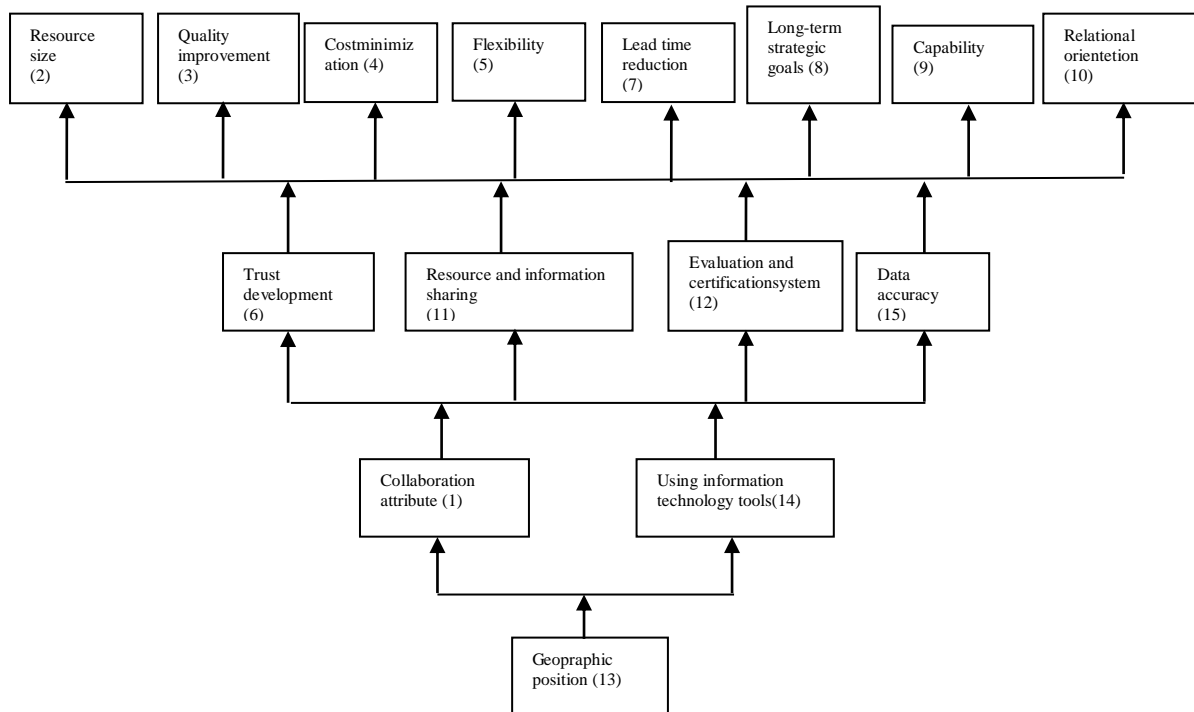 Resource
size
(2)
Quality
improvement
(3)
Costminimiz
ation (4)
Flexibility
(5)
Lead time
reduction
(7)
Long-term
strategic
goals (8)
Capability
(9)
Relational
orientetion
(10)
Trust
development
(6)
Resource and information
sharing
(11)
Evaluation and
certificationsystem
(12)
Data
accuracy
(15)
Collaboration
attribute (1)
Using information
technology tools(14)
Geopraphic
position (13)